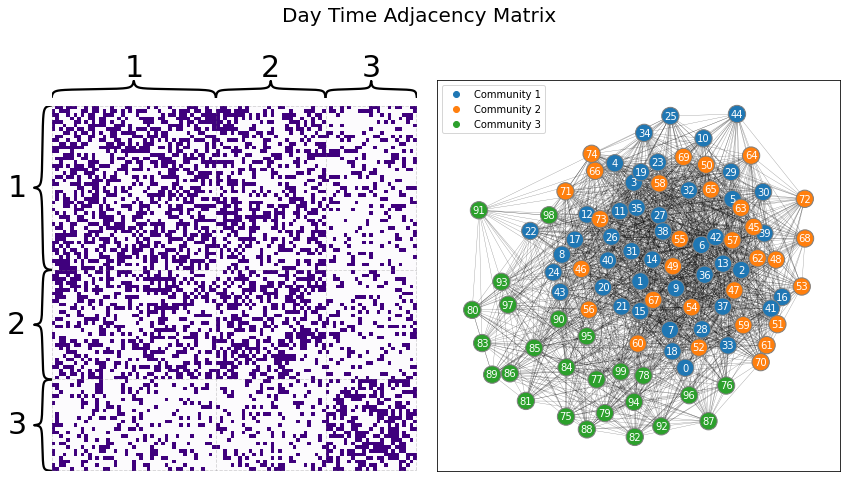 Day Time Adjacency Matrix
1 2 3
1
2
3
Community 1
Community 2
Community 3
25 44
34 10
74 69 64
4 23 50
66 19 29
3 58
71 32 65 30
5 72
91 11 35 63
98 12 27
73
22 38 45 39
17 26 55 42 57 68
6
8 31
40 14 62 48
49 13
24 46 2
36
93 1
20 9 53
43 47
16
67
97 21 54 37
80 56 15 41
90 59 51
7 28
95
83 60 33 61
85 18 52
70
84 0
89 86 99 78
77
76
96
81 94
75 79
87
88 92
82